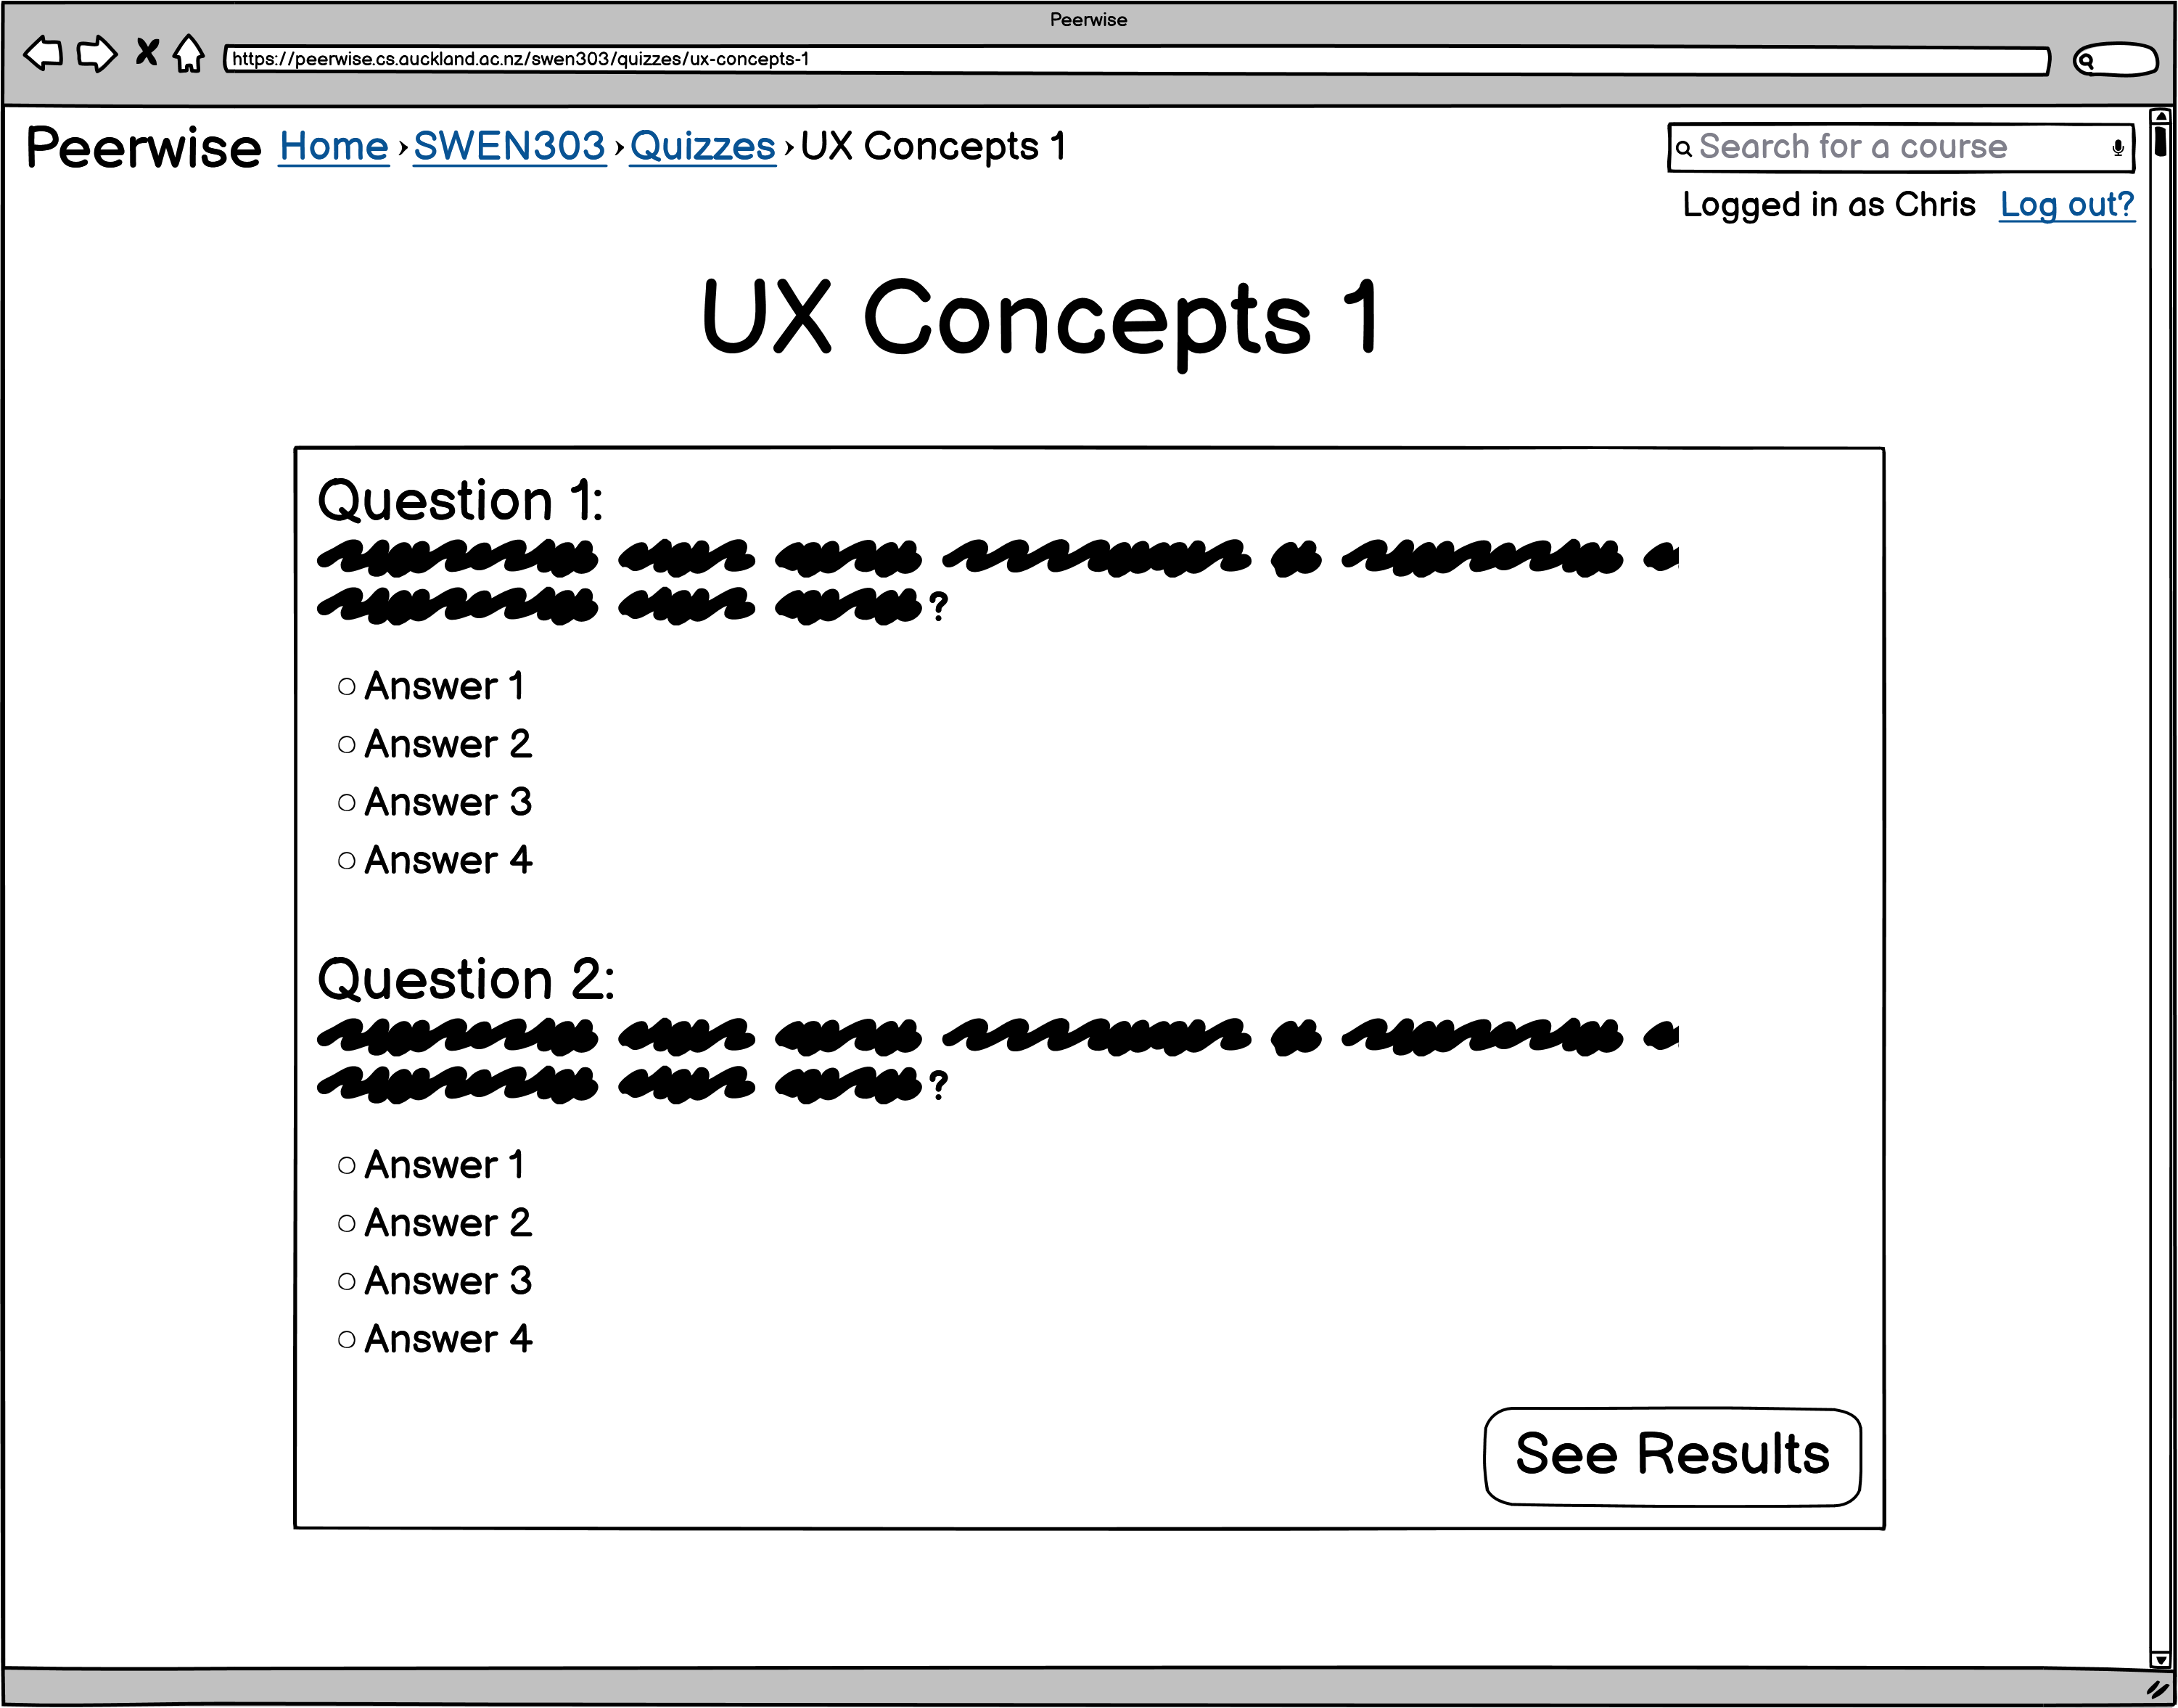 Peerwise
https://peerwise.cs.auckland.ac.nz/swen303/quizzes/ux-concepts-1
Peerwise Home › SWEN303 › Quizzes › UX Concepts 1
Search for a course
Logged in as Chris Log out?
UX Concepts 1
Question 1:
?
Answer 1
Answer 2
Answer 3
Answer 4
Question 2:
?
Answer 1
Answer 2
Answer 3
Answer 4
See Results